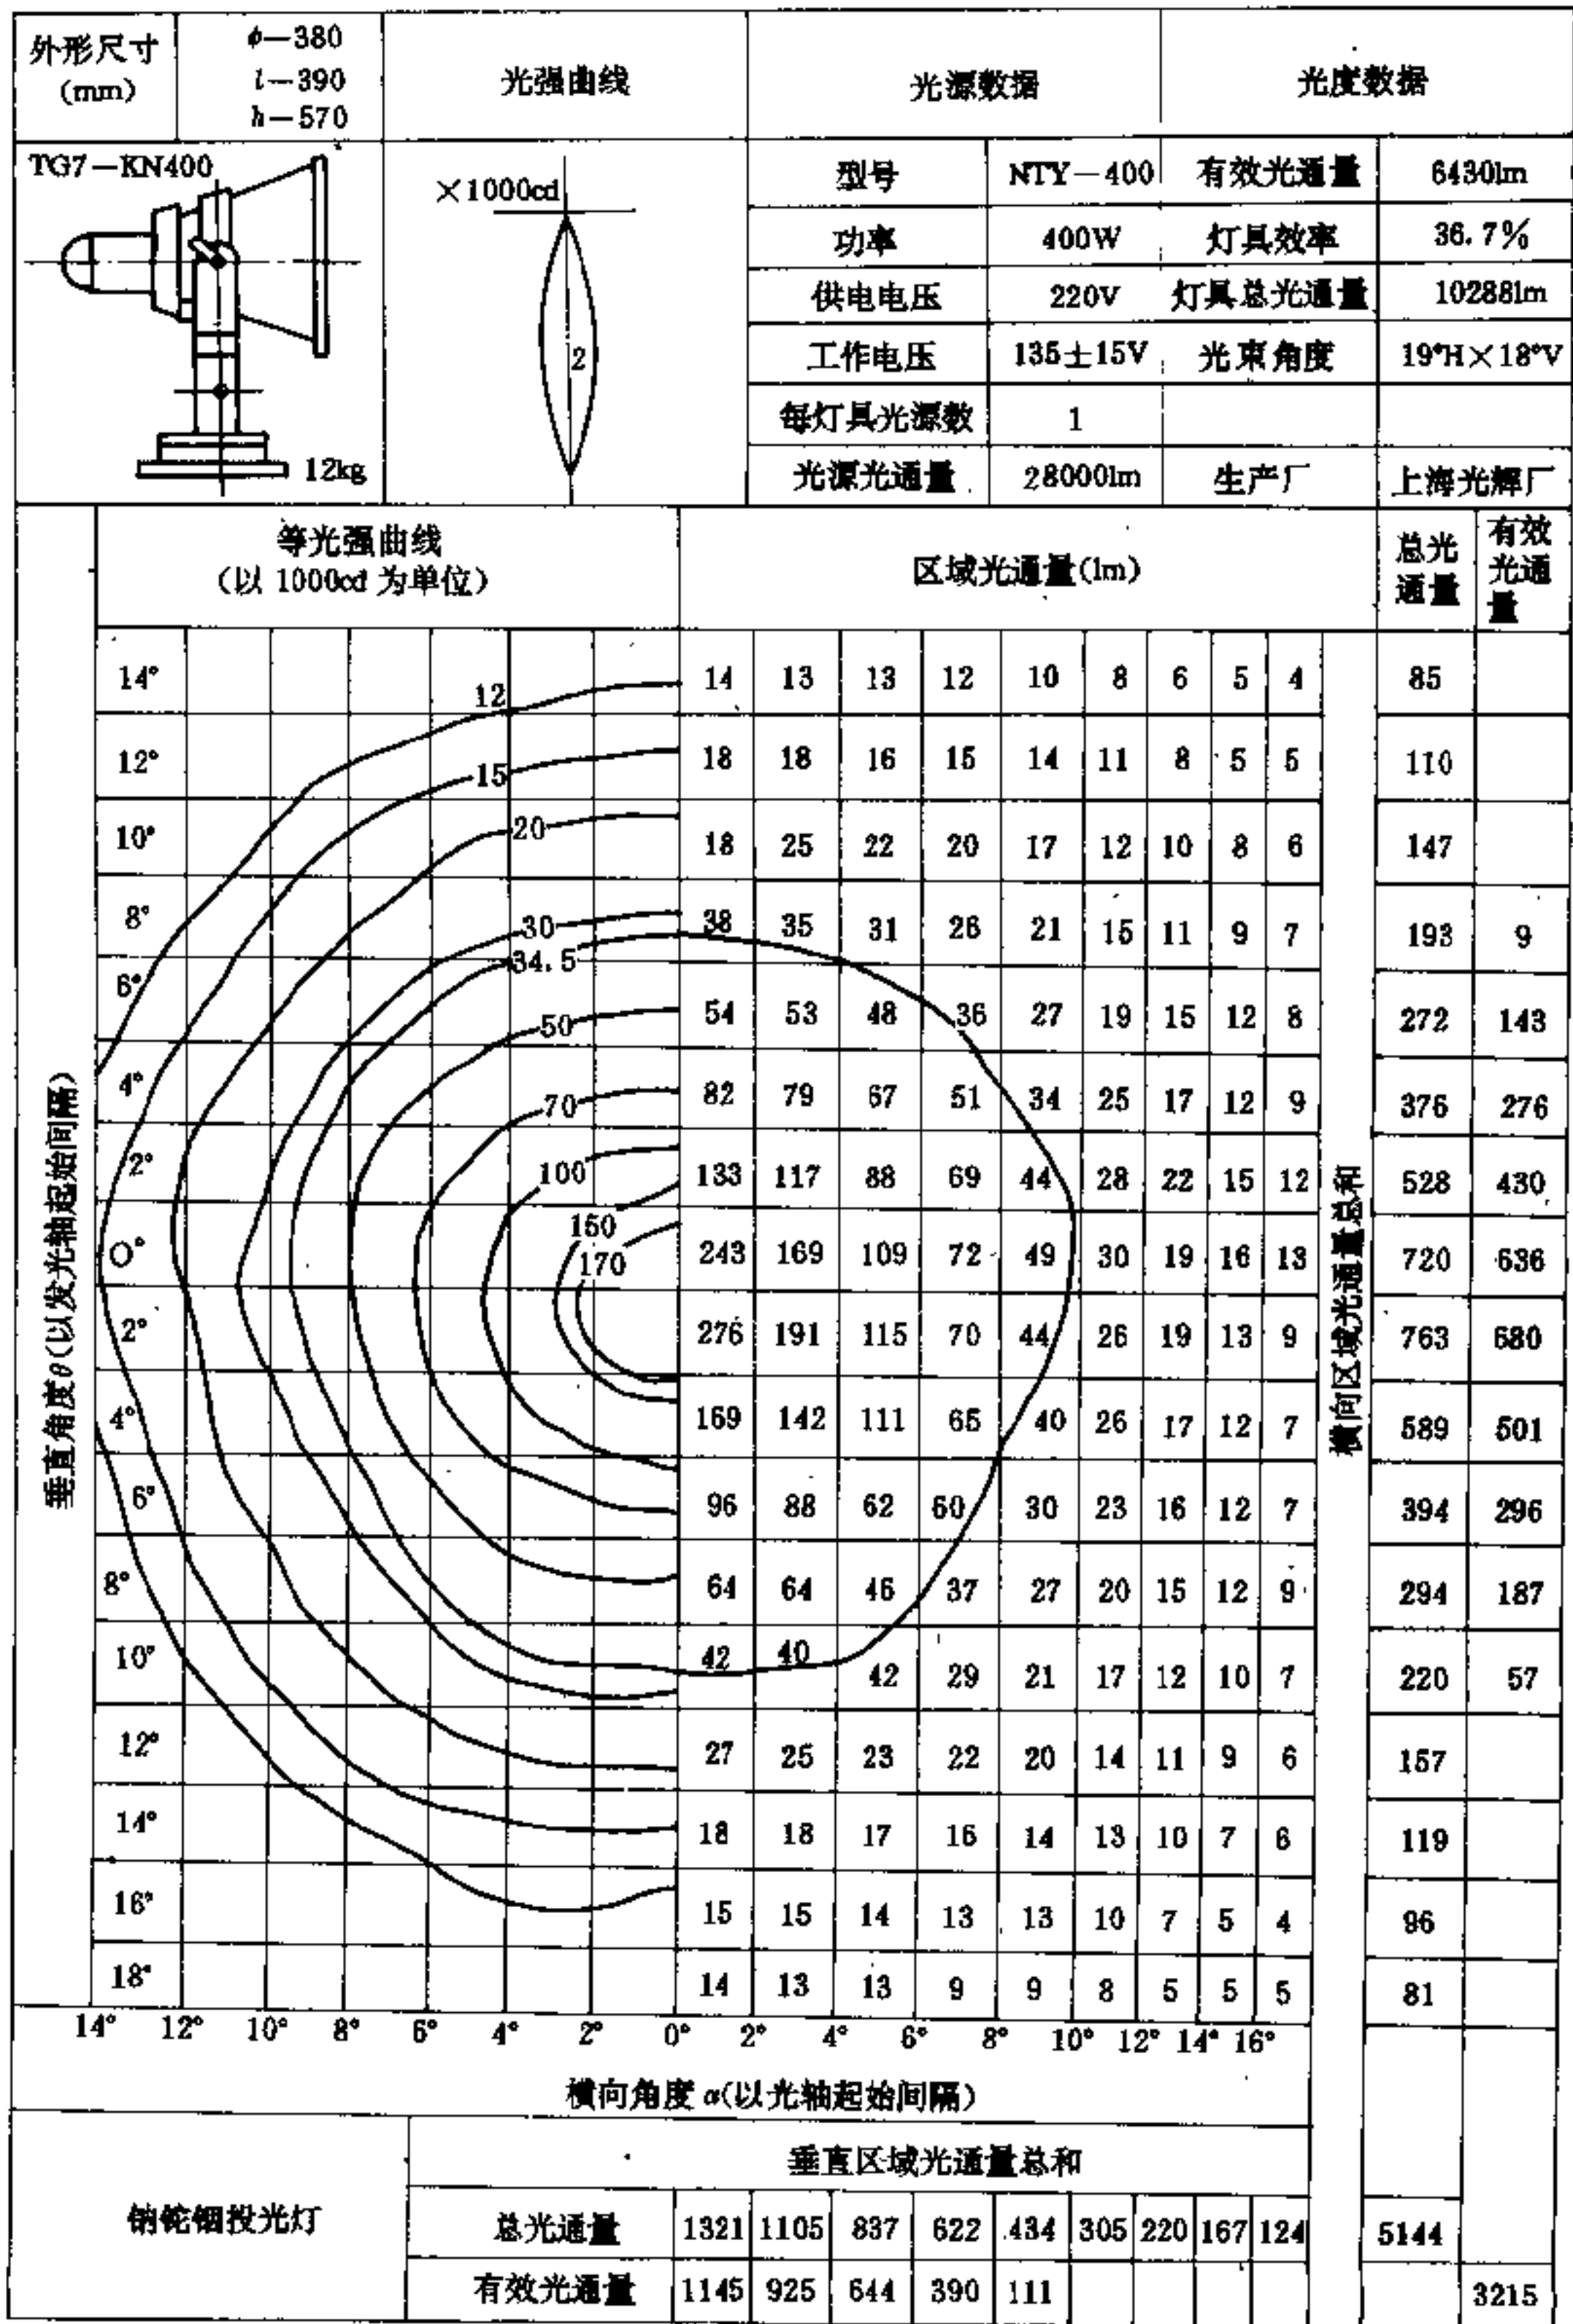 外形尺寸
(mm)
φ—380
l—390
h—570
光强曲线
光源数据
光度数据
TG7—KN400
12kg
×1000cd
2
型号 NTY—400 有效光通量 6430lm
功率 400W 灯具效率 36.7%
供电电压 220V 灯具总光通量 10288lm
工作电压 135±15V 光束角度 19°H×18°V
每灯具光源数 1
光源光通量 28000lm 生产厂 上海光辉厂
等光强曲线
(以 1000cd 为单位)
区域光通量(lm)
总光
通量
有效
光通
量
垂直角度θ(以发光轴起始间隔)
14° 12 14 13 13 12 10 8 6 5 4 85
12° 15 18 18 16 15 14 11 8 5 5 110
10° 20 18 25 22 20 17 12 10 8 6 147
8° 30 38 35 31 26 21 15 11 9 7 193 9
34.5
6° 50 54 53 48 36 27 19 15 12 8 272 143
4° 70 82 79 67 51 34 25 17 12 9 376 276
2° 100 133 117 88 69 44 28 22 15 12 528 430
150
0° 170 243 169 109 72 49 30 19 16 13 720 636
2° 276 191 115 70 44 26 19 13 9 763 680
4° 169 142 111 65 40 26 17 12 7 589 501
6° 96 88 62 60 30 23 16 12 7 394 296
8° 64 64 46 37 27 20 15 12 9 294 187
10° 42 40 42 29 21 17 12 10 7 220 57
12° 27 25 23 22 20 14 11 9 6 157
14° 18 18 17 16 14 13 10 7 6 119
16° 15 15 14 13 13 10 7 5 4 96
18° 14 13 13 9 9 8 5 5 5 81
横向区域光通量总和
14° 12° 10° 8° 6° 4° 2° 0° 2° 4° 6° 8° 10° 12° 14° 16°
横向角度 α(以光轴起始间隔)
垂直区域光通量总和
钠铊铟投光灯
总光通量 1321 1105 837 622 434 305 220 167 124 5144
有效光通量 1145 925 644 390 111 3215